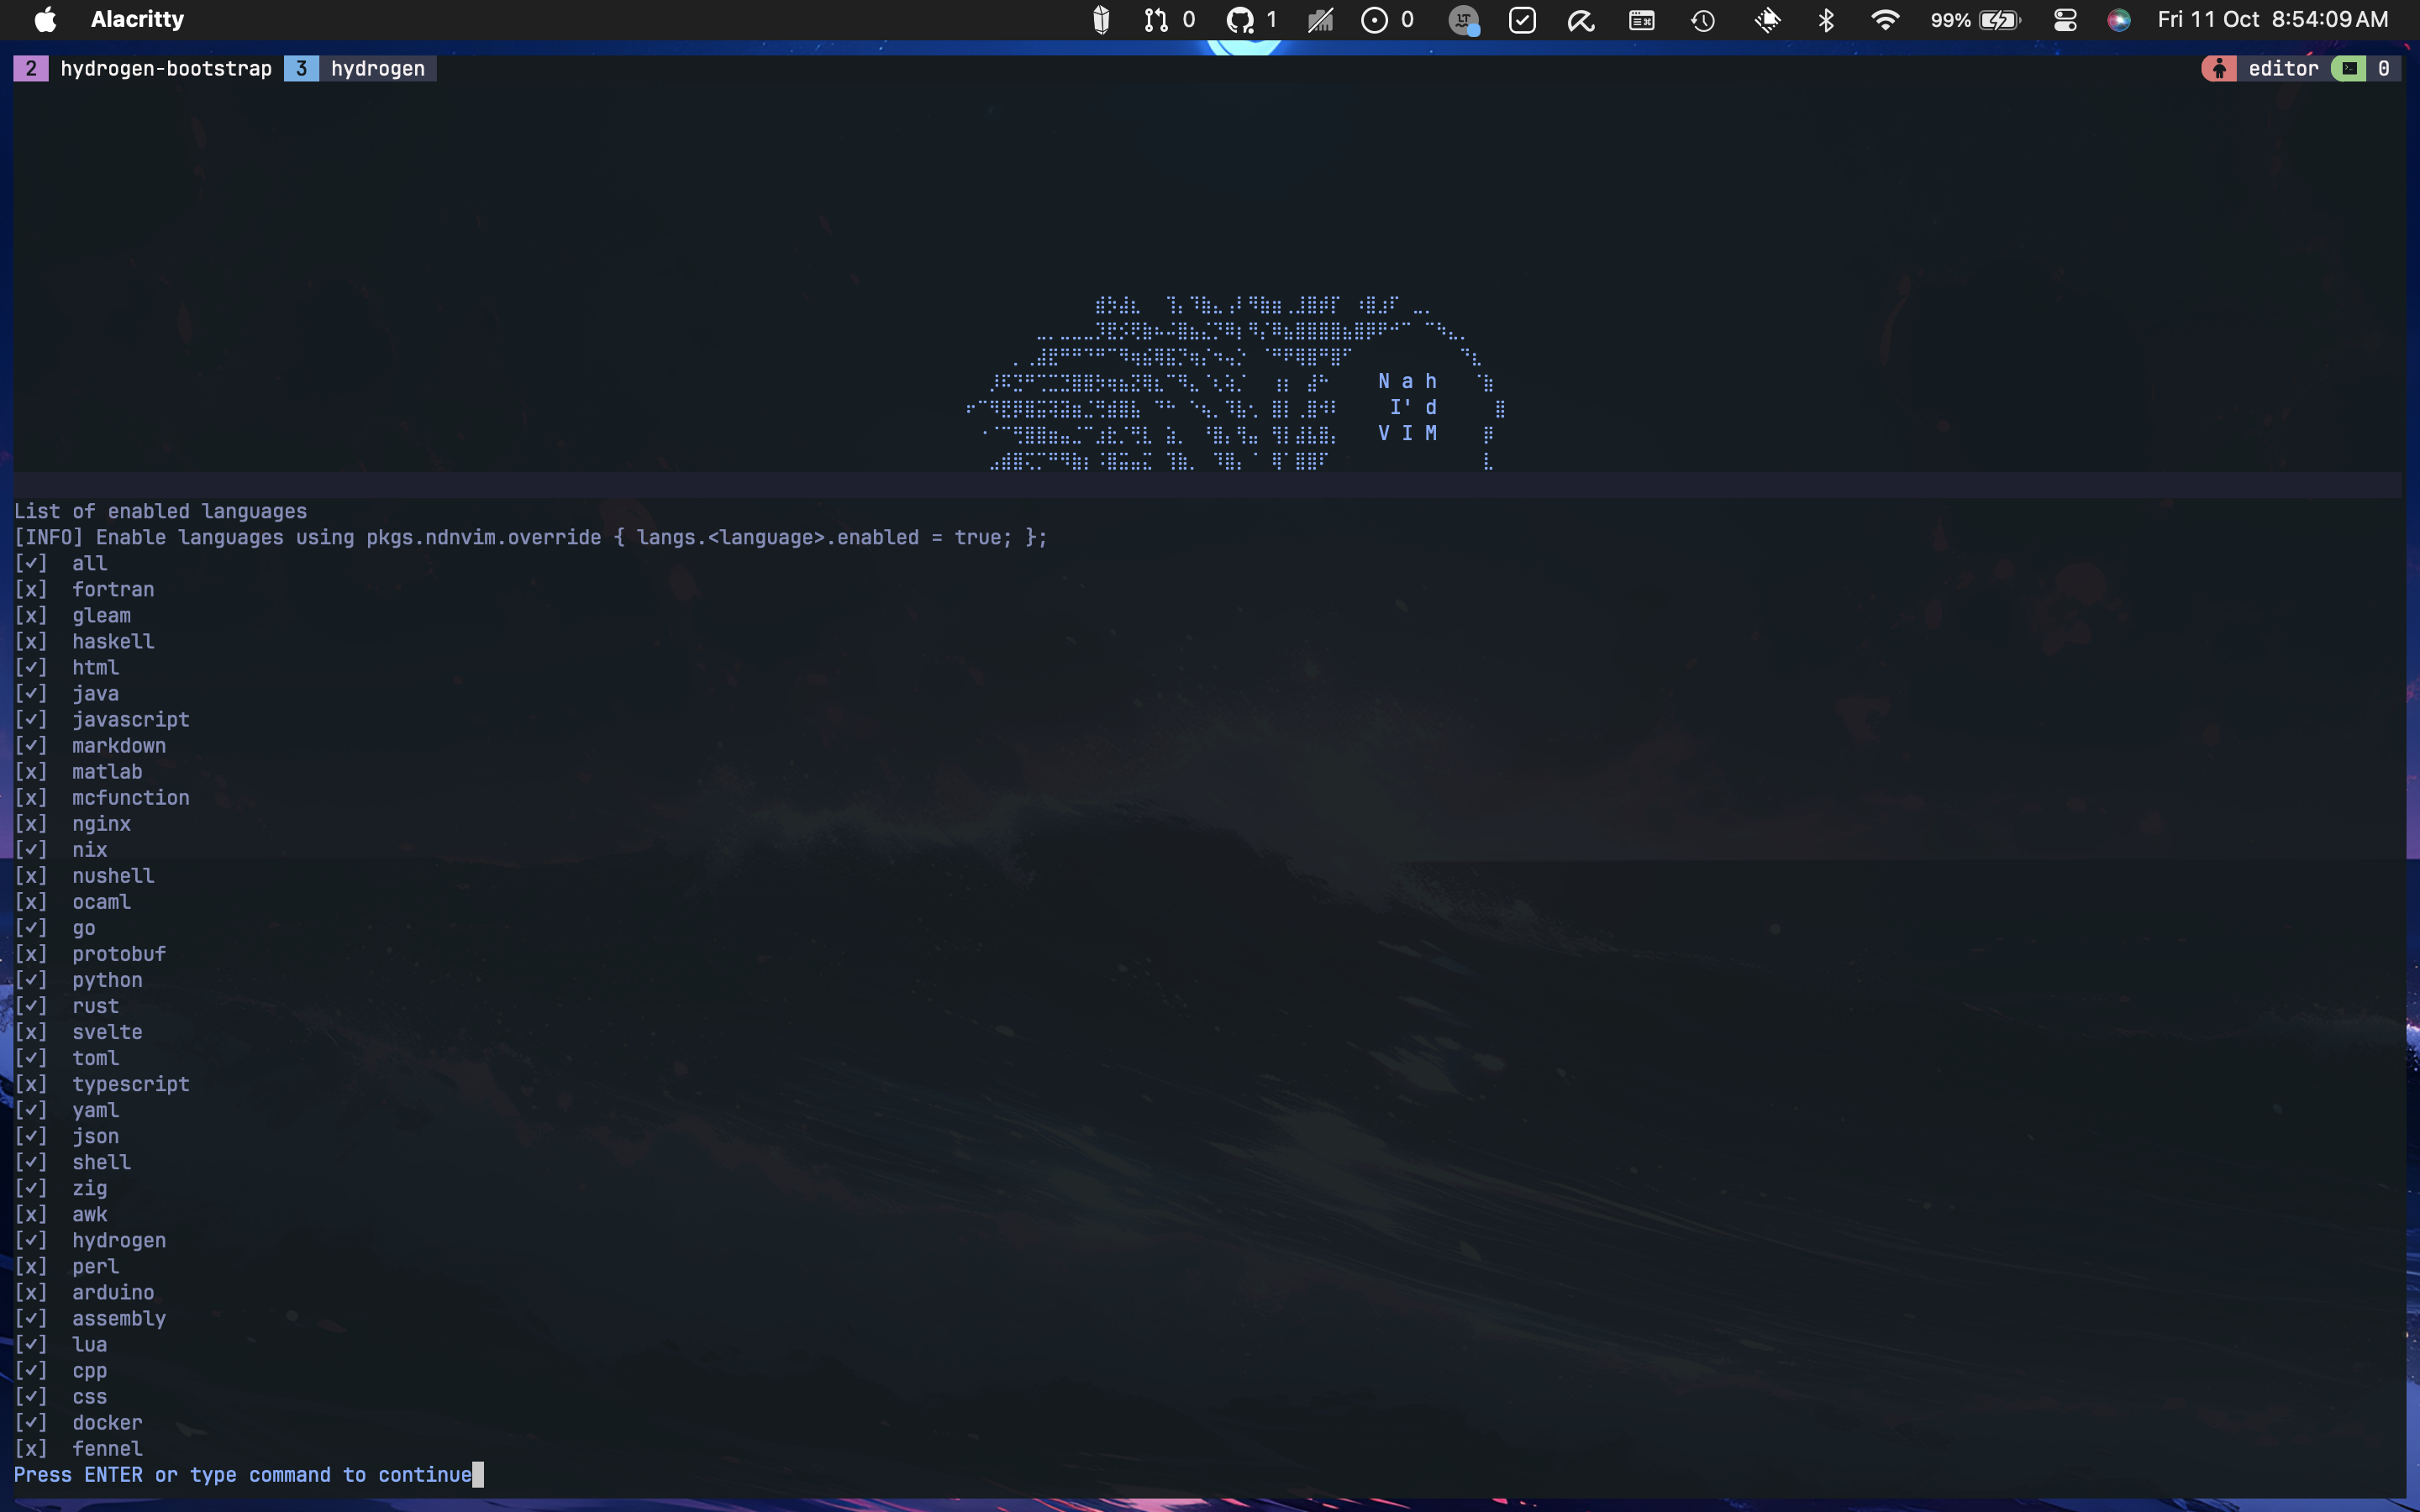 Alacritty 0 1 0 LT 99% Fri 11 Oct 8:54:09 AM
2 hydrogen-bootstrap 3 hydrogen editor 0
Nah
I'd
VIM
List of enabled languages
[INFO] Enable languages using pkgs.ndnvim.override { langs.<language>.enabled = true; };
[✓] all
[x] fortran
[x] gleam
[x] haskell
[✓] html
[✓] java
[✓] javascript
[✓] markdown
[x] matlab
[x] mcfunction
[x] nginx
[✓] nix
[x] nushell
[x] ocaml
[✓] go
[x] protobuf
[✓] python
[✓] rust
[x] svelte
[✓] toml
[x] typescript
[✓] yaml
[✓] json
[✓] shell
[✓] zig
[x] awk
[✓] hydrogen
[x] perl
[x] arduino
[✓] assembly
[✓] lua
[✓] cpp
[✓] css
[✓] docker
[x] fennel
Press ENTER or type command to continue